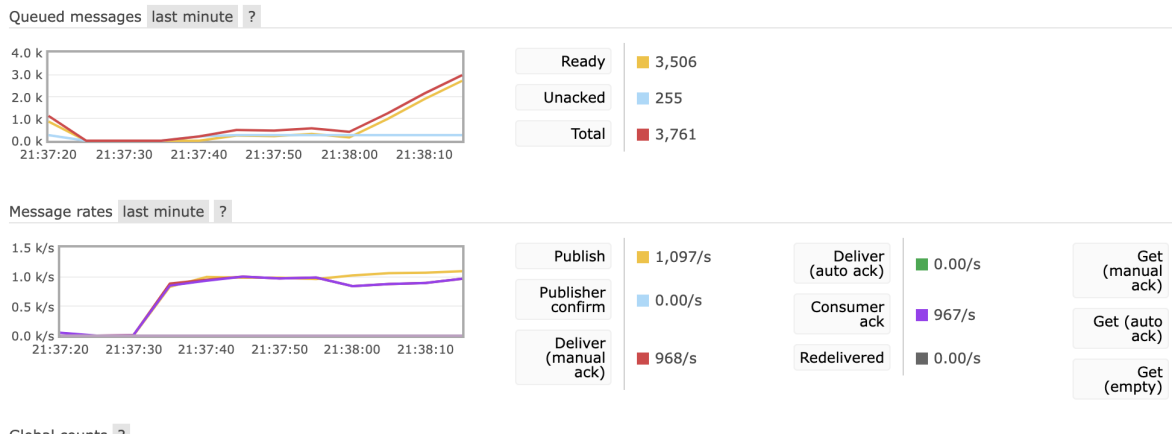 Queued messages last minute ?
4.0 k
3.0 k
2.0 k
1.0 k
0.0 k
21:37:20 21:37:30 21:37:40 21:37:50 21:38:00 21:38:10
Ready 3,506
Unacked 255
Total 3,761
Message rates last minute ?
1.5 k/s
1.0 k/s
0.5 k/s
0.0 k/s
21:37:20 21:37:30 21:37:40 21:37:50 21:38:00 21:38:10
Publish 1,097/s
Publisher
confirm 0.00/s
Deliver
(manual
ack) 968/s
Deliver
(auto ack) 0.00/s
Consumer
ack 967/s
Redelivered 0.00/s
Get
(manual
ack)
Get (auto
ack)
Get
(empty)
Global counts ?